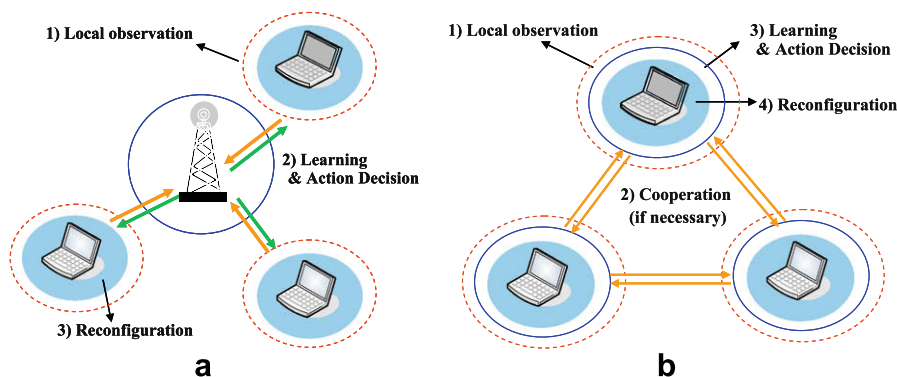 1) Local observation
2) Learning
& Action Decision
3) Reconfiguration
a
1) Local observation
3) Learning
& Action Decision
4) Reconfiguration
2) Cooperation
(if necessary)
b